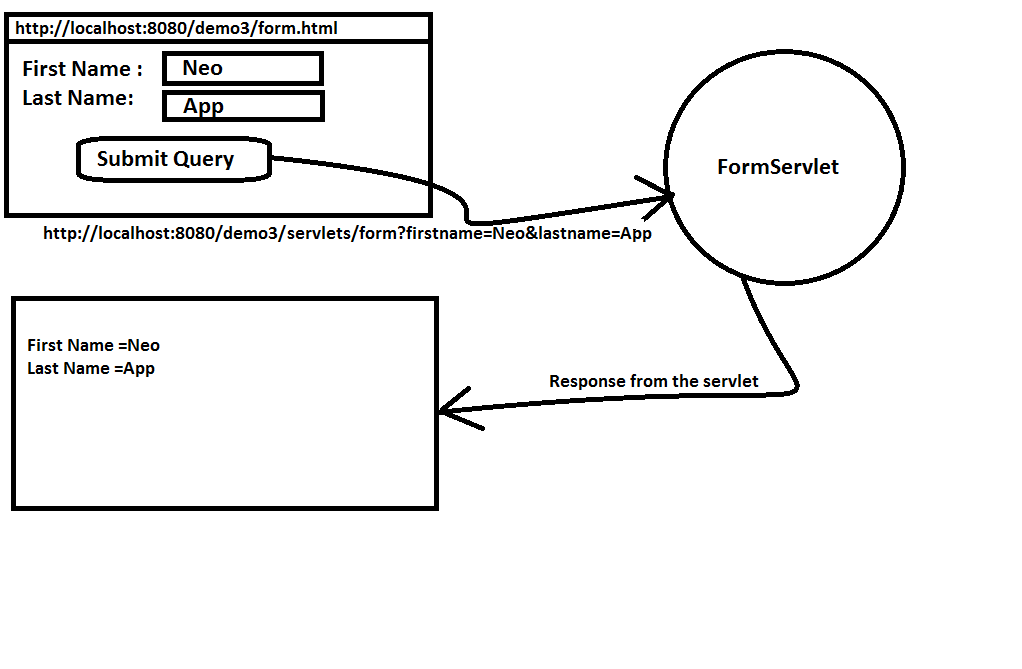 http://localhost:8080/demo3/form.html
First Name : Neo
Last Name: App
Submit Query
FormServlet
http://localhost:8080/demo3/servlets/form?firstname=Neo&lastname=App
First Name =Neo
Last Name =App
Response from the servlet